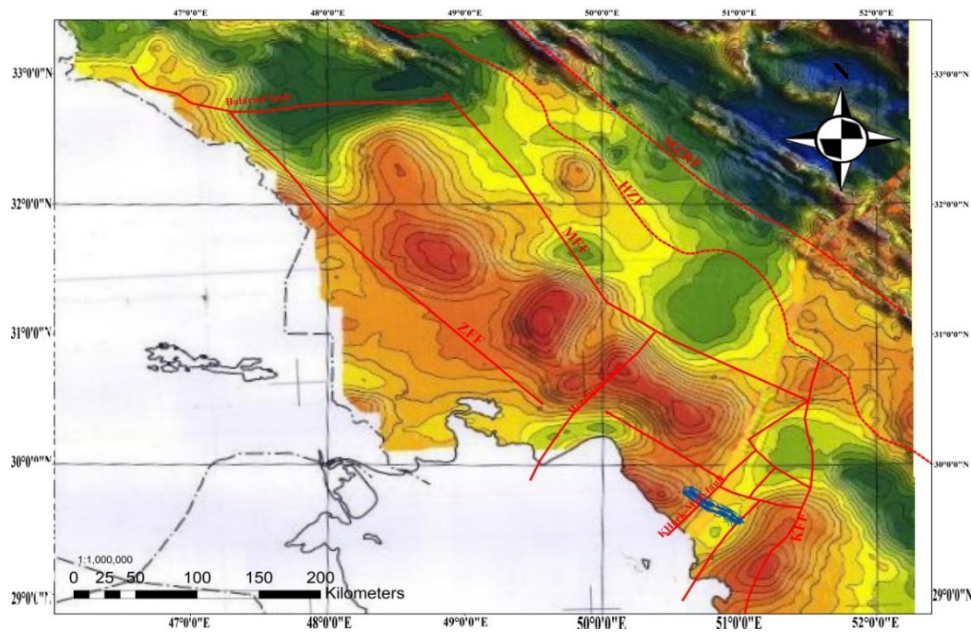 47°0'0"E 48°0'0"E 49°0'0"E 50°0'0"E 51°0'0"E 52°0'0"E
33°0'0"N 33°0'0"N
N
Balarud fault
MZRF
HZF
32°0'0"N 32°0'0"N
MFF
ZFF
31°0'0"N 31°0'0"N
30°0'0"N 30°0'0"N
KFF
1:1,000,000
0 25 50 100 150 200
Kilometers
29°0'0"N 29°0'0"N
47°0'0"E 48°0'0"E 49°0'0"E 50°0'0"E 51°0'0"E 52°0'0"E